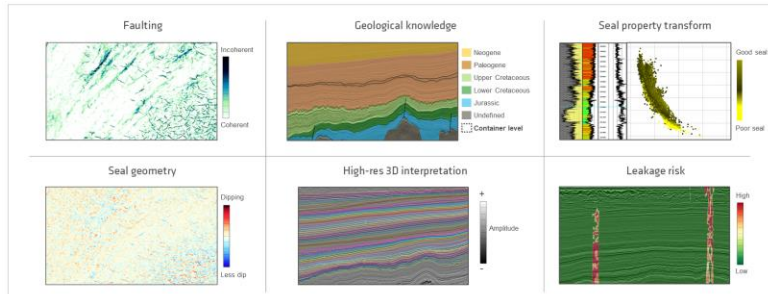 Faulting
Incoherent
Coherent
Geological knowledge
Neogene
Paleogene
Upper Cretaceous
Lower Cretaceous
Jurassic
Undefined
Container level
Seal property transform
Good seal
Poor seal
Seal geometry
Dipping
Less dip
High-res 3D interpretation
+
Amplitude
-
Leakage risk
High
Low